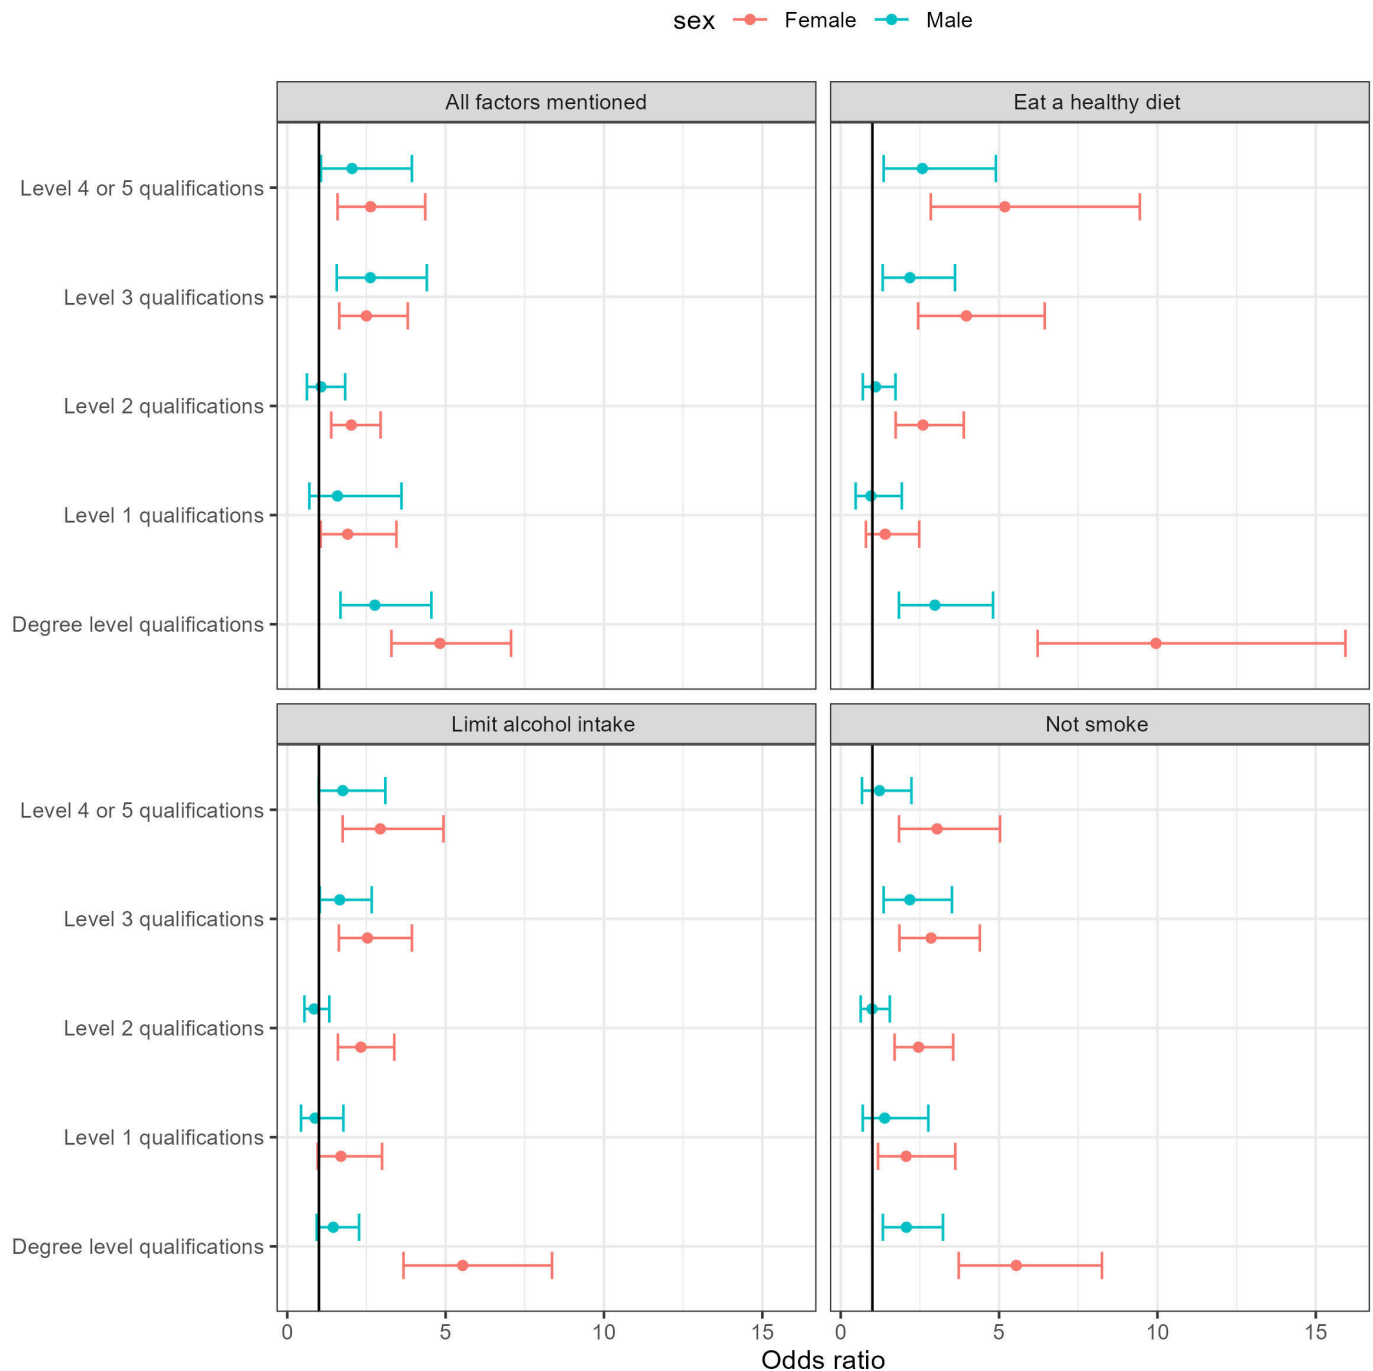 sex Female Male
All factors mentioned
Eat a healthy diet
Level 4 or 5 qualifications
Level 3 qualifications
Level 2 qualifications
Level 1 qualifications
Degree level qualifications
Limit alcohol intake
Not smoke
Level 4 or 5 qualifications
Level 3 qualifications
Level 2 qualifications
Level 1 qualifications
Degree level qualifications
0 5 10 15
0 5 10 15
Odds ratio